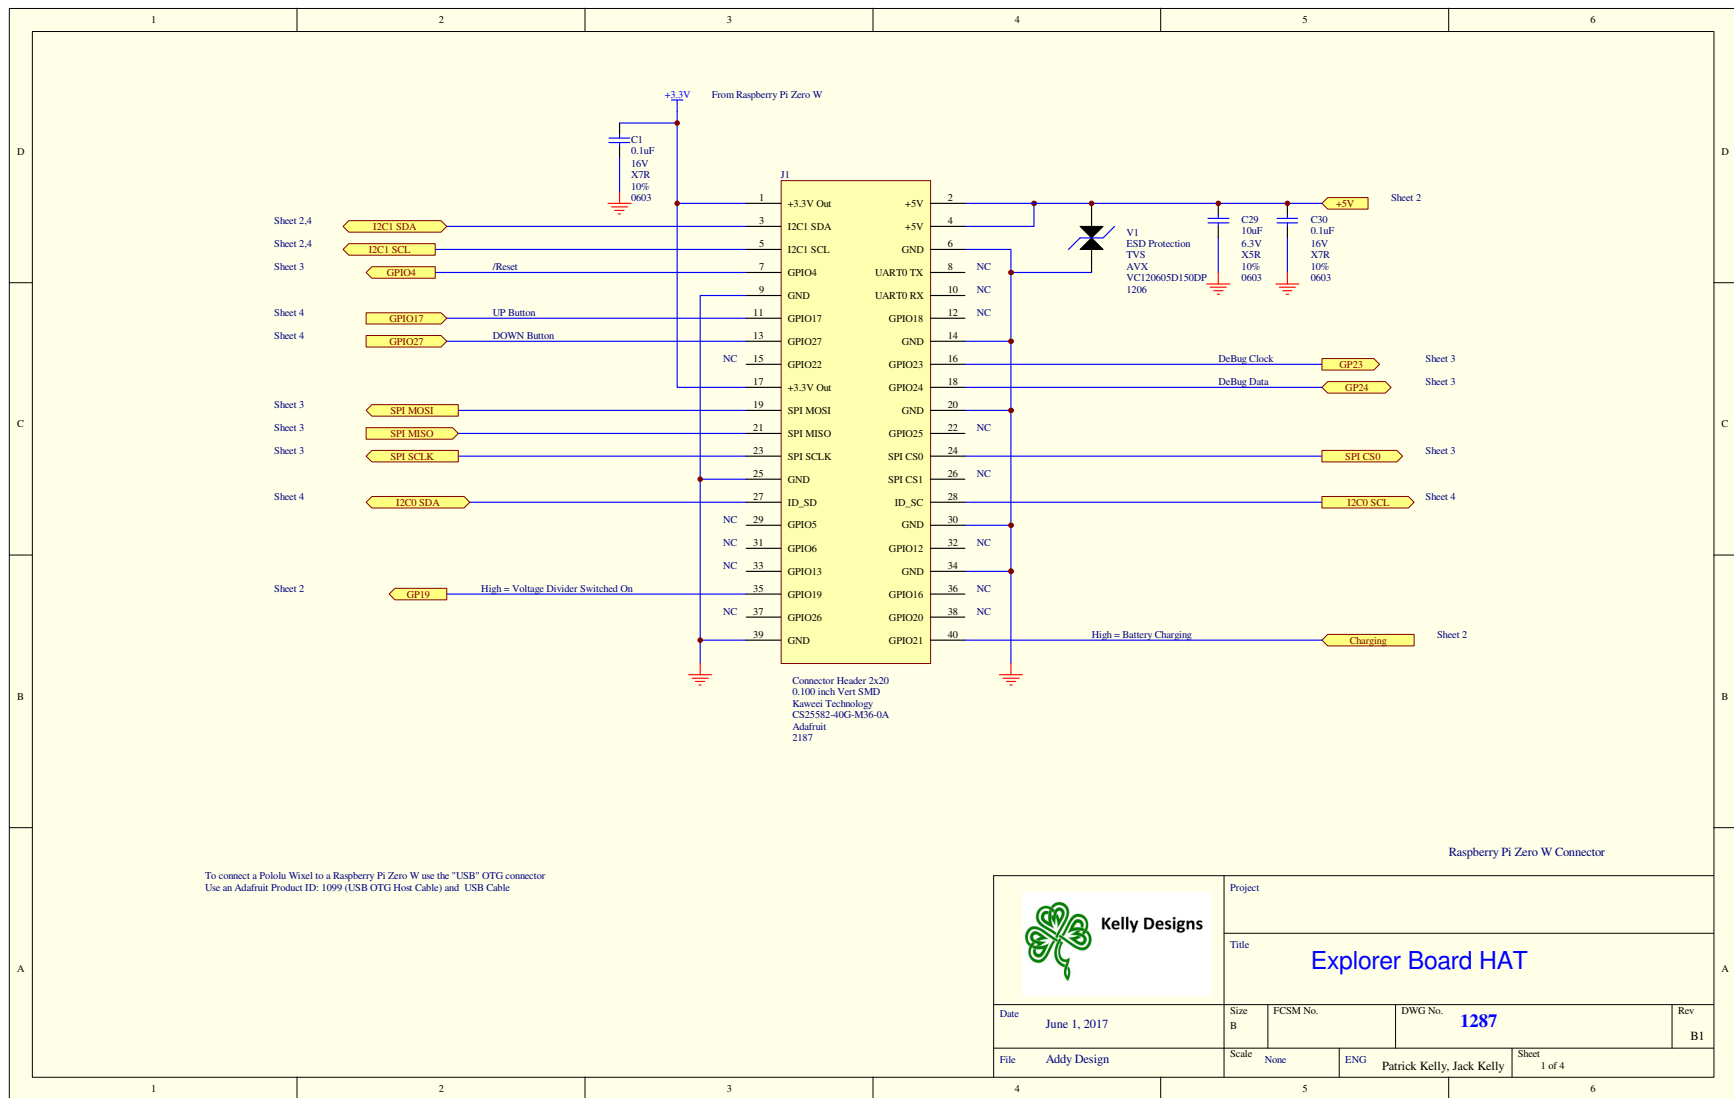 1 2 3 4 5 6
D D
+3.3V From Raspberry Pi Zero W
C1
0.1uF
16V
X7R
10%
0603
J1
1 +3.3V Out +5V 2
+5V Sheet 2
Sheet 2,4 I2C1 SDA 3 I2C1 SDA +5V 4
Sheet 2,4 I2C1 SCL 5 I2C1 SCL GND 6
Sheet 3 GPIO4 /Reset 7 GPIO4 UART0 TX 8 NC
9 GND UART0 RX 10 NC
Sheet 4 GPIO17 UP Button 11 GPIO17 GPIO18 12 NC
Sheet 4 GPIO27 DOWN Button 13 GPIO27 GND 14
NC 15 GPIO22 GPIO23 16 DeBug Clock GP23 Sheet 3
17 +3.3V Out GPIO24 18 DeBug Data GP24 Sheet 3
Sheet 3 SPI MOSI 19 SPI MOSI GND 20
Sheet 3 SPI MISO 21 SPI MISO GPIO25 22 NC
Sheet 3 SPI SCLK 23 SPI SCLK SPI CS0 24 SPI CS0 Sheet 3
25 GND SPI CS1 26 NC
Sheet 4 I2C0 SDA 27 ID_SD ID_SC 28 I2C0 SCL Sheet 4
NC 29 GPIO5 GND 30
NC 31 GPIO6 GPIO12 32 NC
NC 33 GPIO13 GND 34
Sheet 2 GP19 High = Voltage Divider Switched On 35 GPIO19 GPIO16 36 NC
NC 37 GPIO26 GPIO20 38 NC
39 GND GPIO21 40 High = Battery Charging Charging Sheet 2
V1
ESD Protection
TVS
AVX
VC120605D150DP
1206
C29
10uF
6.3V
X5R
10%
0603
C30
0.1uF
16V
X7R
10%
0603
C C
Connector Header 2x20
0.100 inch Vert SMD
Kaweei Technology
CS25582-40G-M36-0A
Adafruit
2187
B B
Raspberry Pi Zero W Connector
To connect a Pololu Wixel to a Raspberry Pi Zero W use the "USB" OTG connector
Use an Adafruit Product ID: 1099 (USB OTG Host Cable) and USB Cable
A A
Kelly Designs
Project
Title
Explorer Board HAT
Date June 1, 2017
Size B
FCSM No.
DWG No. 1287
Rev B1
File Addy Design
Scale None
ENG Patrick Kelly, Jack Kelly
Sheet 1 of 4
1 2 3 4 5 6